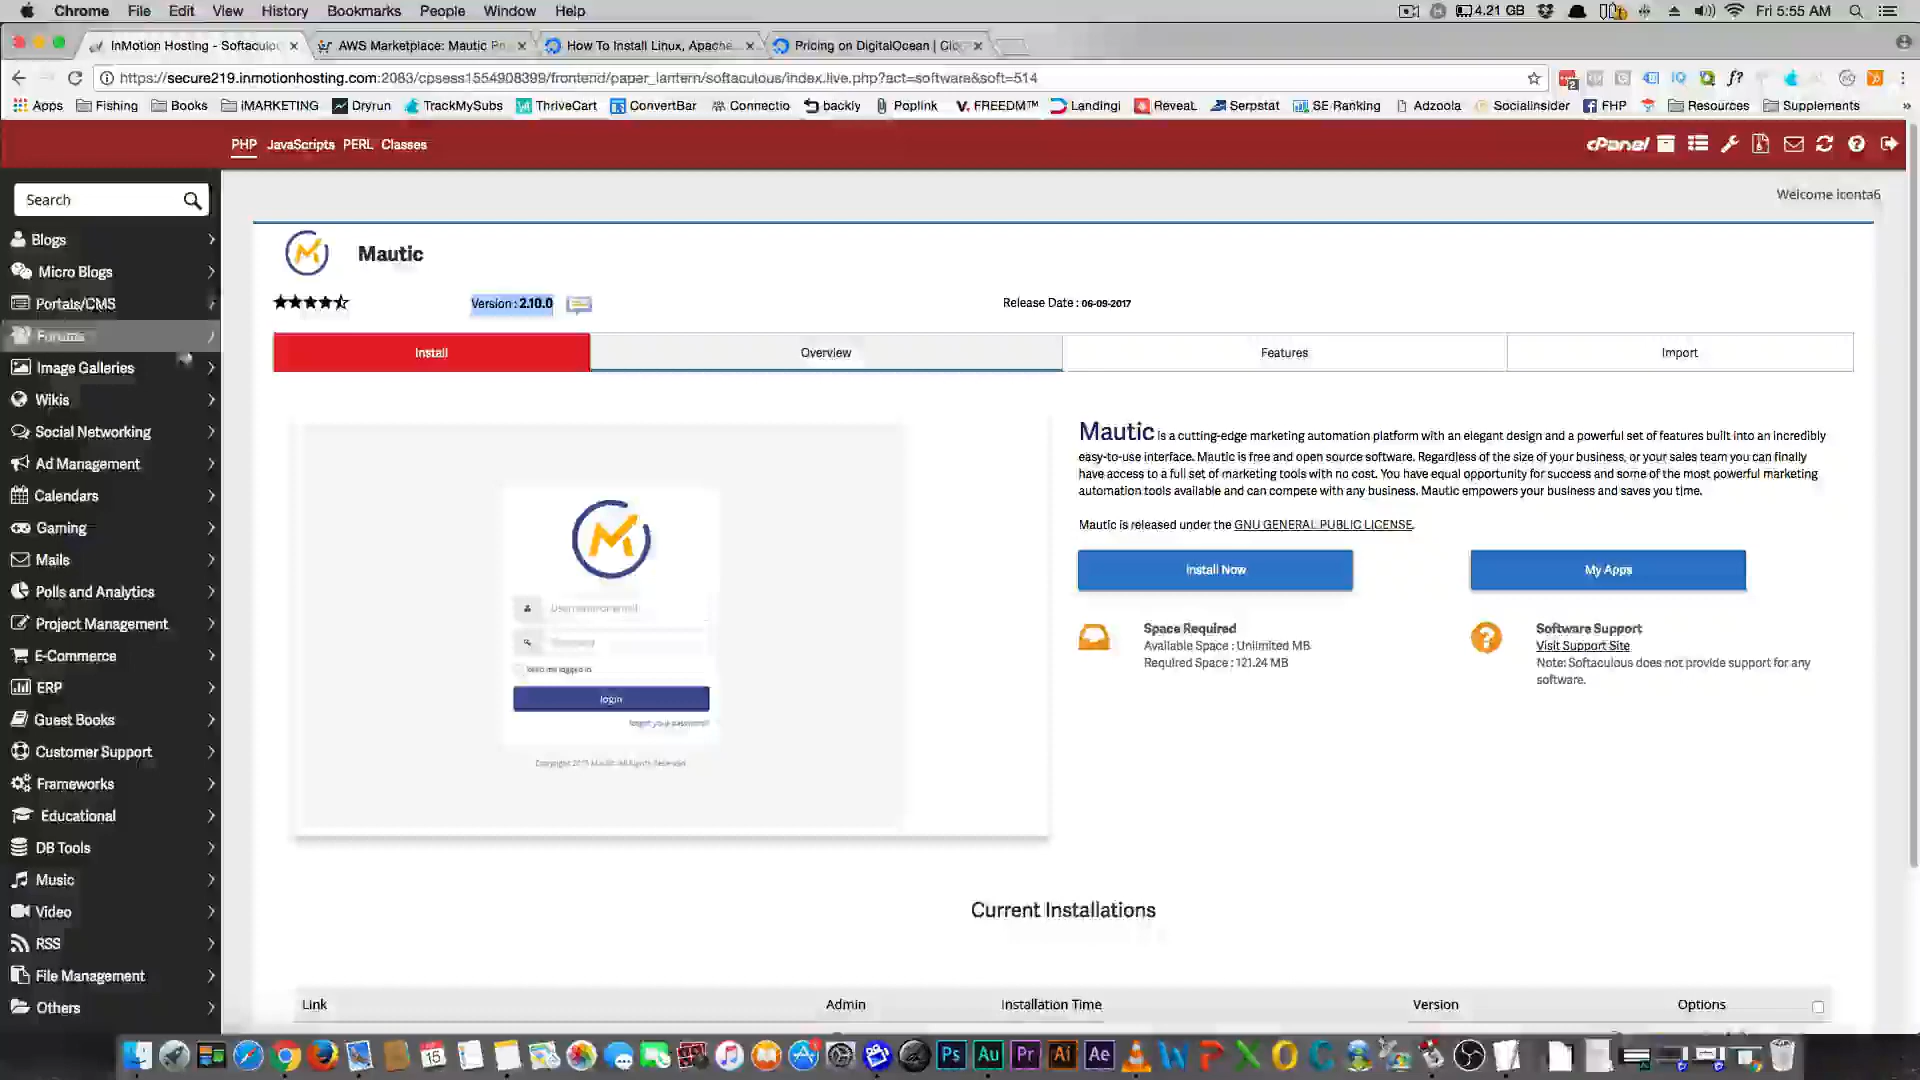 Chrome File Edit View History Bookmarks People Window Help 4.21 GB Fri 5:55 AM
InMotion Hosting - Softaculou AWS Marketplace: Mautic Po How To Install Linux, Apache Pricing on DigitalOcean | Clo
https://secure219.inmotionhosting.com:2083/cpsess1554908399/frontend/paper_lantern/softaculous/index.live.php?act=software&soft=514
Apps Fishing Books iMARKETING Dryrun TrackMySubs ThriveCart ConvertBar Connectio backly Poplink FREEDM™ Landingi Reveal Serpstat SE Ranking Adzoola Socialinsider FHP Resources Supplements »
PHP JavaScripts PERL Classes cPanel
Search
Welcome iconta6
Blogs
Micro Blogs
Portals/CMS
Forums
Image Galleries
Wikis
Social Networking
Ad Management
Calendars
Gaming
Mails
Polls and Analytics
Project Management
E-Commerce
ERP
Guest Books
Customer Support
Frameworks
Educational
DB Tools
Music
Video
RSS
File Management
Others
Mautic
Version : 2.10.0
Release Date : 06-09-2017
Install Overview Features Import
login
Mautic is a cutting-edge marketing automation platform with an elegant design and a powerful set of features built into an incredibly
easy-to-use interface. Mautic is free and open source software. Regardless of the size of your business, or your sales team you can finally
have access to a full set of marketing tools with no cost. You have equal opportunity for success and some of the most powerful marketing
automation tools available and can compete with any business. Mautic empowers your business and saves you time.
Mautic is released under the GNU GENERAL PUBLIC LICENSE.
Install Now My Apps
Space Required
Available Space : Unlimited MB
Required Space : 121.24 MB
Software Support
Visit Support Site
Note: Softaculous does not provide support for any
software.
Current Installations
Link Admin Installation Time Version Options